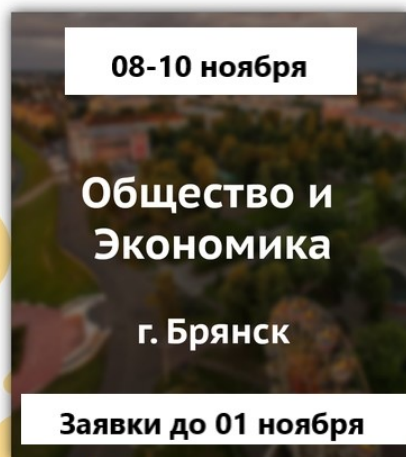 08-10 ноября
Общество и
Экономика
г. Брянск
Заявки до 01 ноября